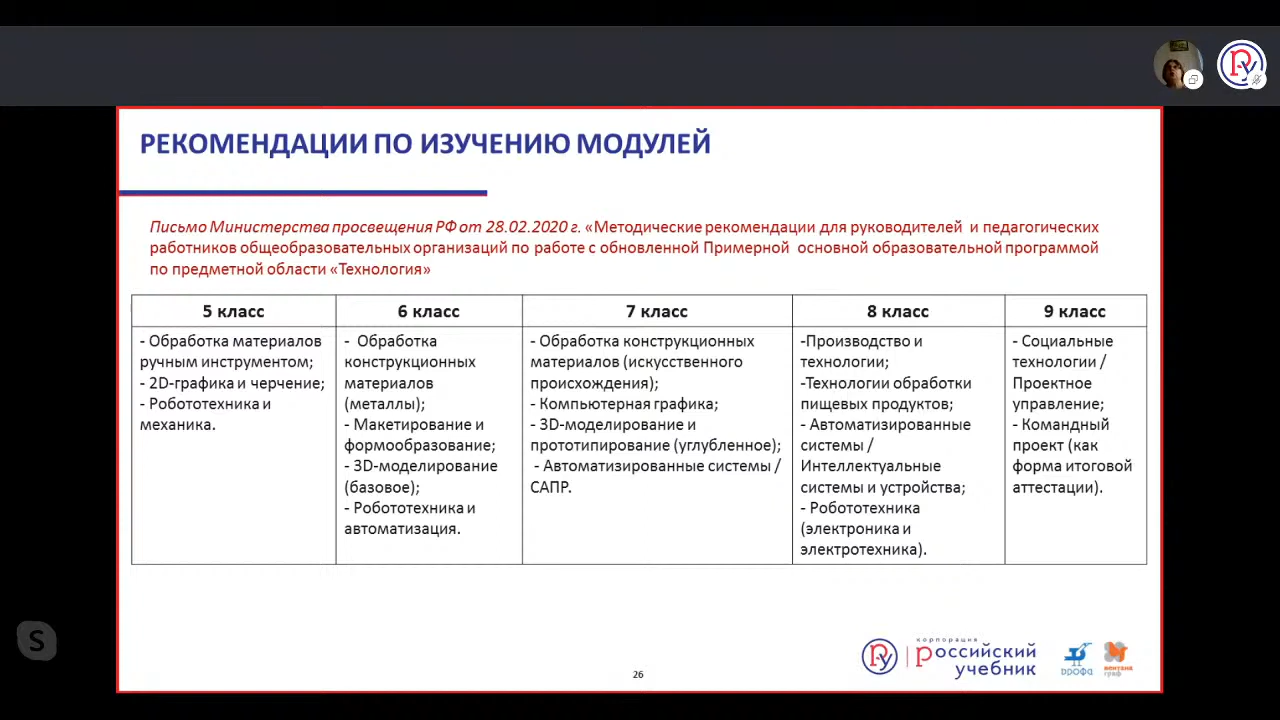 РЕКОМЕНДАЦИИ ПО ИЗУЧЕНИЮ МОДУЛЕЙ
Письмо Министерства просвещения РФ от 28.02.2020 г. «Методические рекомендации для руководителей и педагогических
работников общеобразовательных организаций по работе с обновленной Примерной основной образовательной программой
по предметной области «Технология»
5 класс
- Обработка материалов
ручным инструментом;
- 2D-графика и черчение;
- Робототехника и
механика.
6 класс
- Обработка
конструкционных
материалов
(металлы);
- Макетирование и
формообразование;
- 3D-моделирование
(базовое);
- Робототехника и
автоматизация.
7 класс
- Обработка конструкционных
материалов (искусственного
происхождения);
- Компьютерная графика;
- 3D-моделирование и
прототипирование (углубленное);
- Автоматизированные системы /
САПР.
8 класс
-Производство и
технологии;
-Технологии обработки
пищевых продуктов;
- Автоматизированные
системы /
Интеллектуальные
системы и устройства;
- Робототехника
(электроника и
электротехника).
9 класс
- Социальные
технологии /
Проектное
управление;
- Командный
проект (как
форма итоговой
аттестации).
S
26
Ру
корпорация
Российский
учебник
дрофа
вентана
граф
Ру